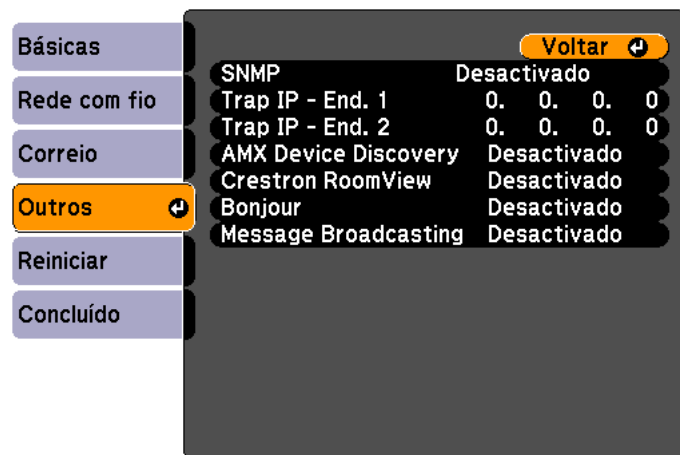 Básicas
Rede com fio
Correio
Outros
Reiniciar
Concluído
Voltar
SNMP Desactivado
Trap IP - End. 1 0. 0. 0. 0
Trap IP - End. 2 0. 0. 0. 0
AMX Device Discovery Desactivado
Crestron RoomView Desactivado
Bonjour Desactivado
Message Broadcasting Desactivado